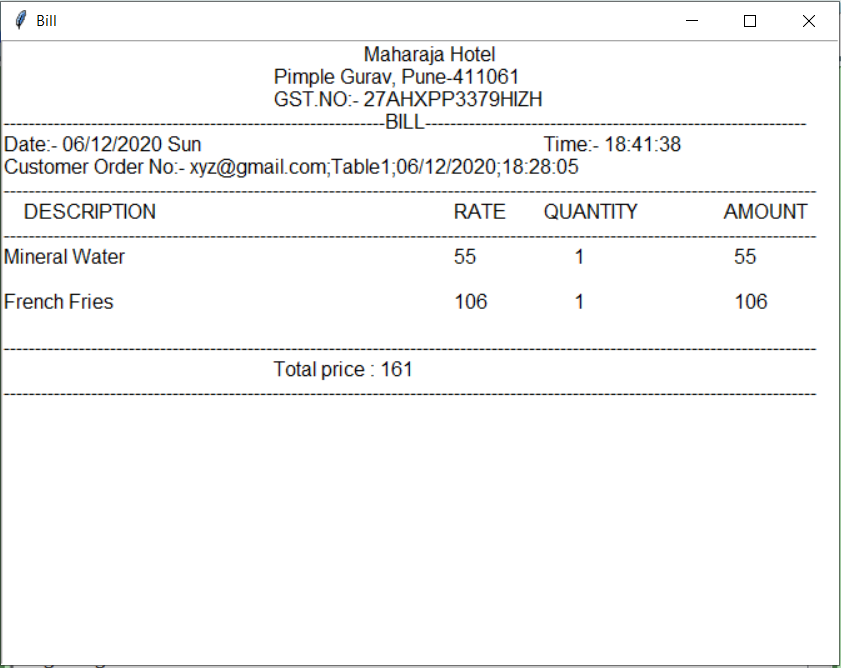 Bill
Maharaja Hotel
Pimple Gurav, Pune-411061
GST.NO:- 27AHXPP3379HIZH
------------------------------------------------------------BILL------------------------------------------------------------
Date:- 06/12/2020 Sun Time:- 18:41:38
Customer Order No:- xyz@gmail.com;Table1;06/12/2020;18:28:05
DESCRIPTION RATE QUANTITY AMOUNT
Mineral Water 55 1 55
French Fries 106 1 106
Total price : 161